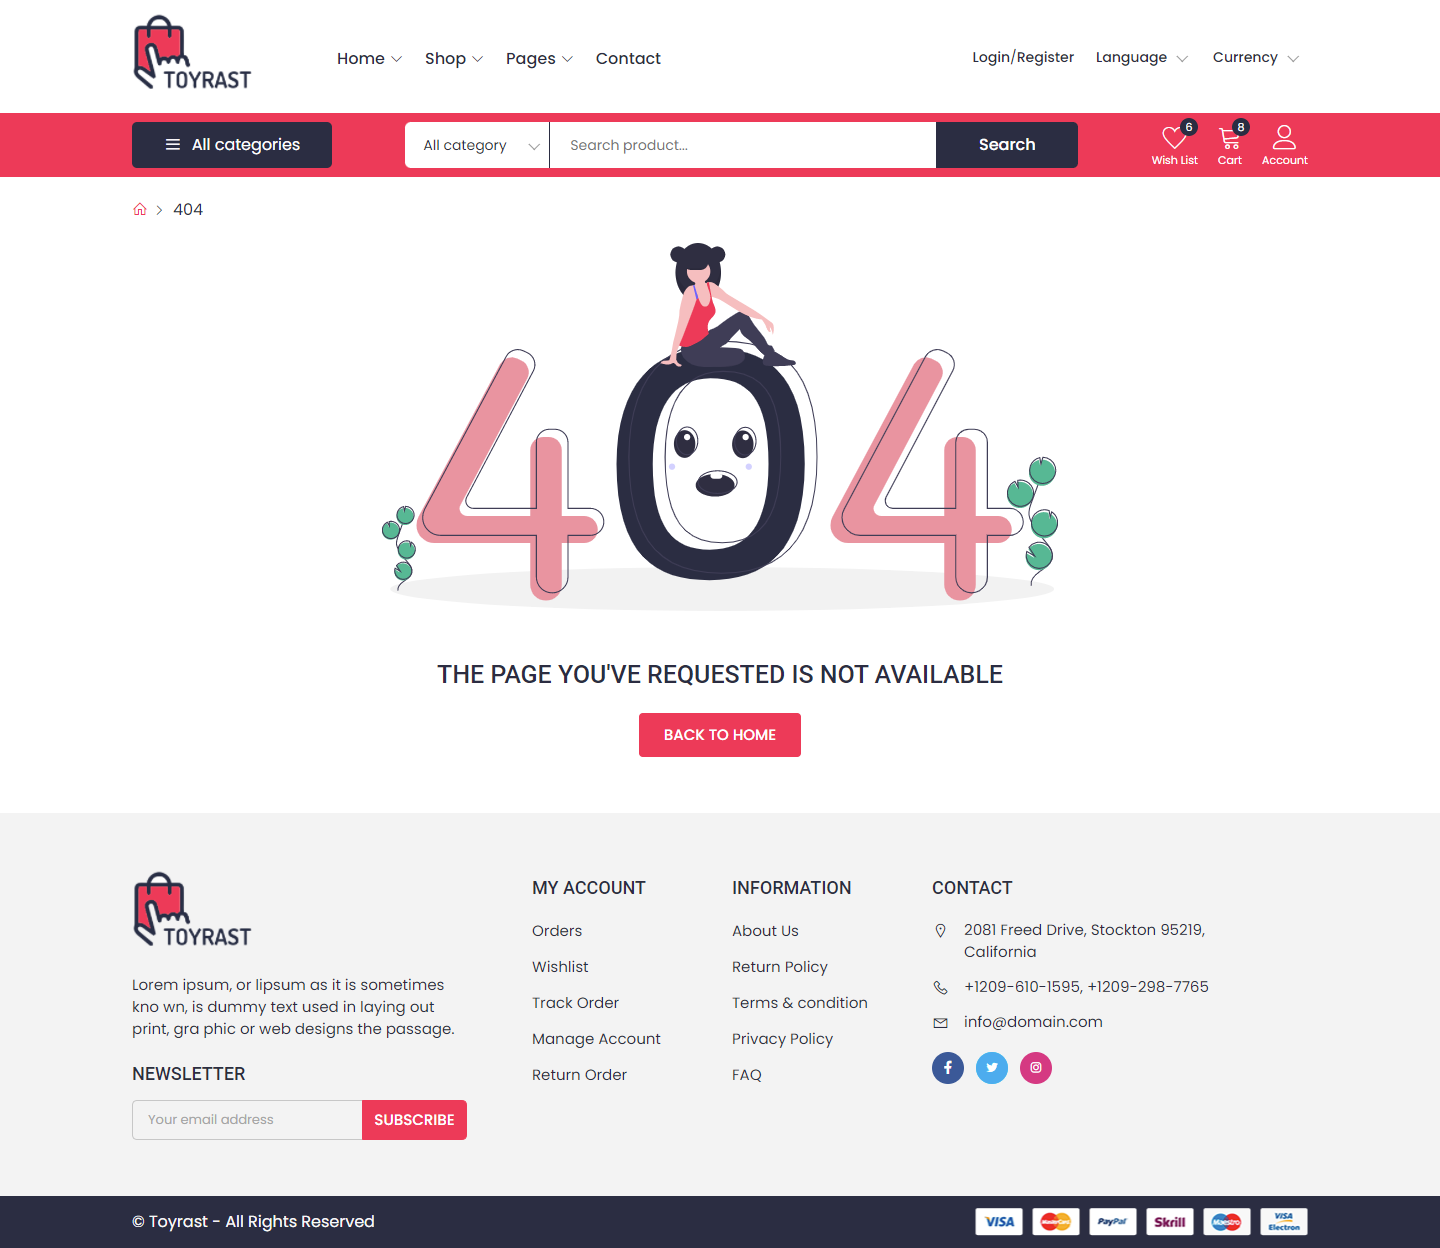 TOYRAST
Home Shop Pages Contact
Login/Register Language Currency
All categories
All category Search product... Search
6 8
Wish List Cart Account
404
404
THE PAGE YOU'VE REQUESTED IS NOT AVAILABLE
BACK TO HOME
TOYRAST
Lorem ipsum, or lipsum as it is sometimes
kno wn, is dummy text used in laying out
print, gra phic or web designs the passage.
NEWSLETTER
Your email address SUBSCRIBE
MY ACCOUNT
Orders
Wishlist
Track Order
Manage Account
Return Order
INFORMATION
About Us
Return Policy
Terms & condition
Privacy Policy
FAQ
CONTACT
2081 Freed Drive, Stockton 95219,
California
+1209-610-1595, +1209-298-7765
info@domain.com
© Toyrast - All Rights Reserved
VISA MasterCard PayPal Skrill Maestro VISA
Electron